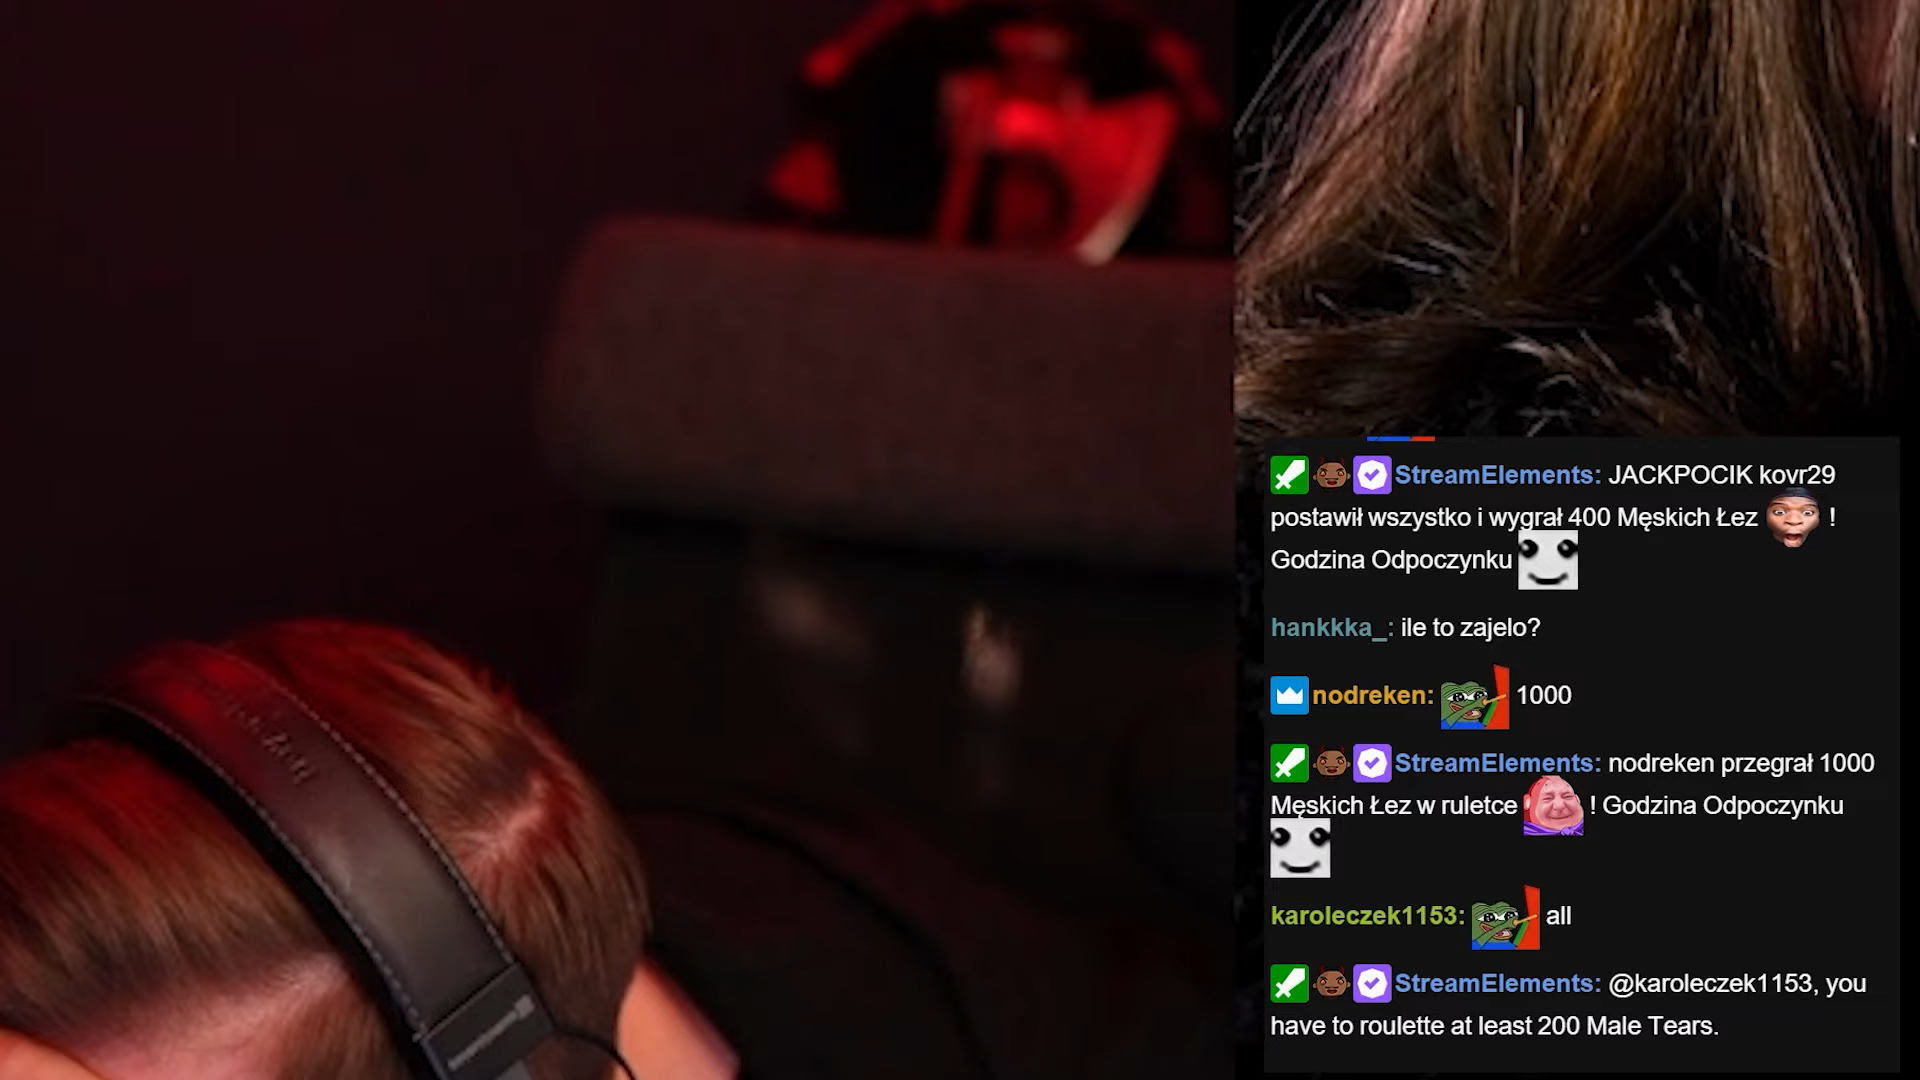 StreamElements: JACKPOCIK kovr29
postawił wszystko i wygrał 400 Męskich Łez !
Godzina Odpoczynku
hankkka_: ile to zajelo?
nodreken: 1000
StreamElements: nodreken przegrał 1000
Męskich Łez w ruletce ! Godzina Odpoczynku
karoleczek1153: all
StreamElements: @karoleczek1153, you
have to roulette at least 200 Male Tears.